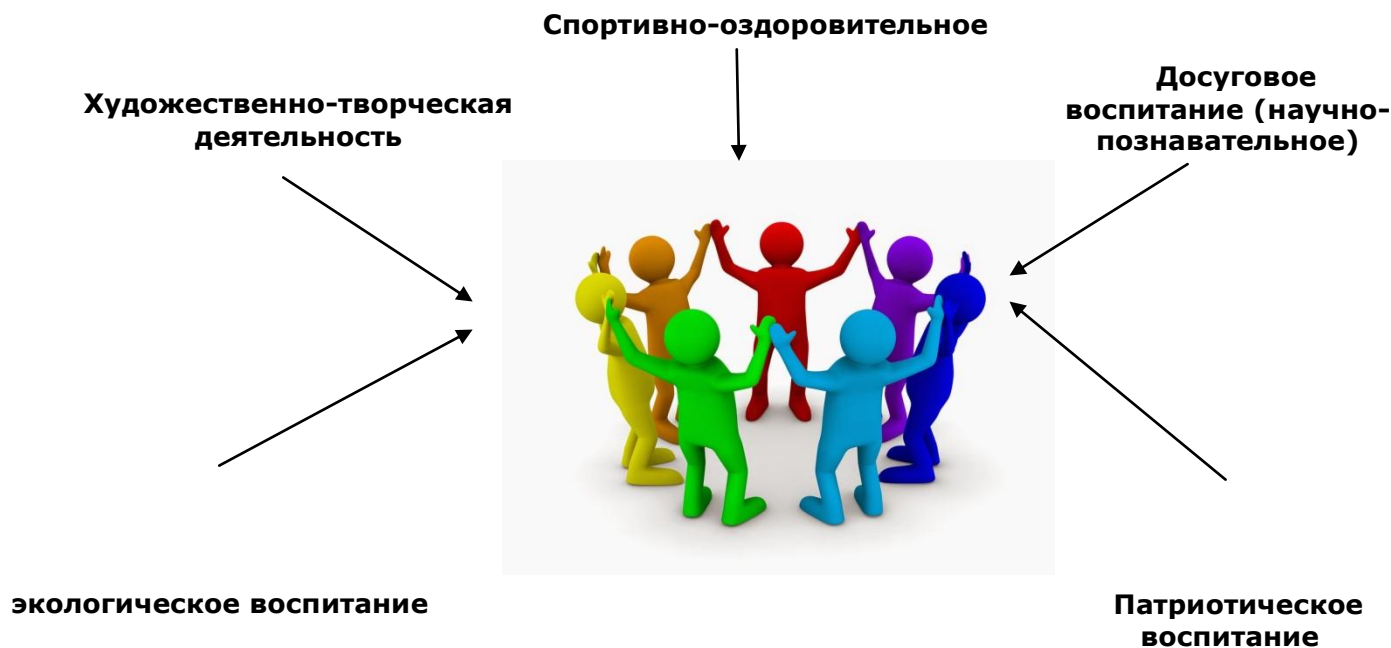 Спортивно-оздоровительное
Художественно-творческая
деятельность
Досуговое
воспитание (научно-
познавательное)
экологическое воспитание
Патриотическое
воспитание